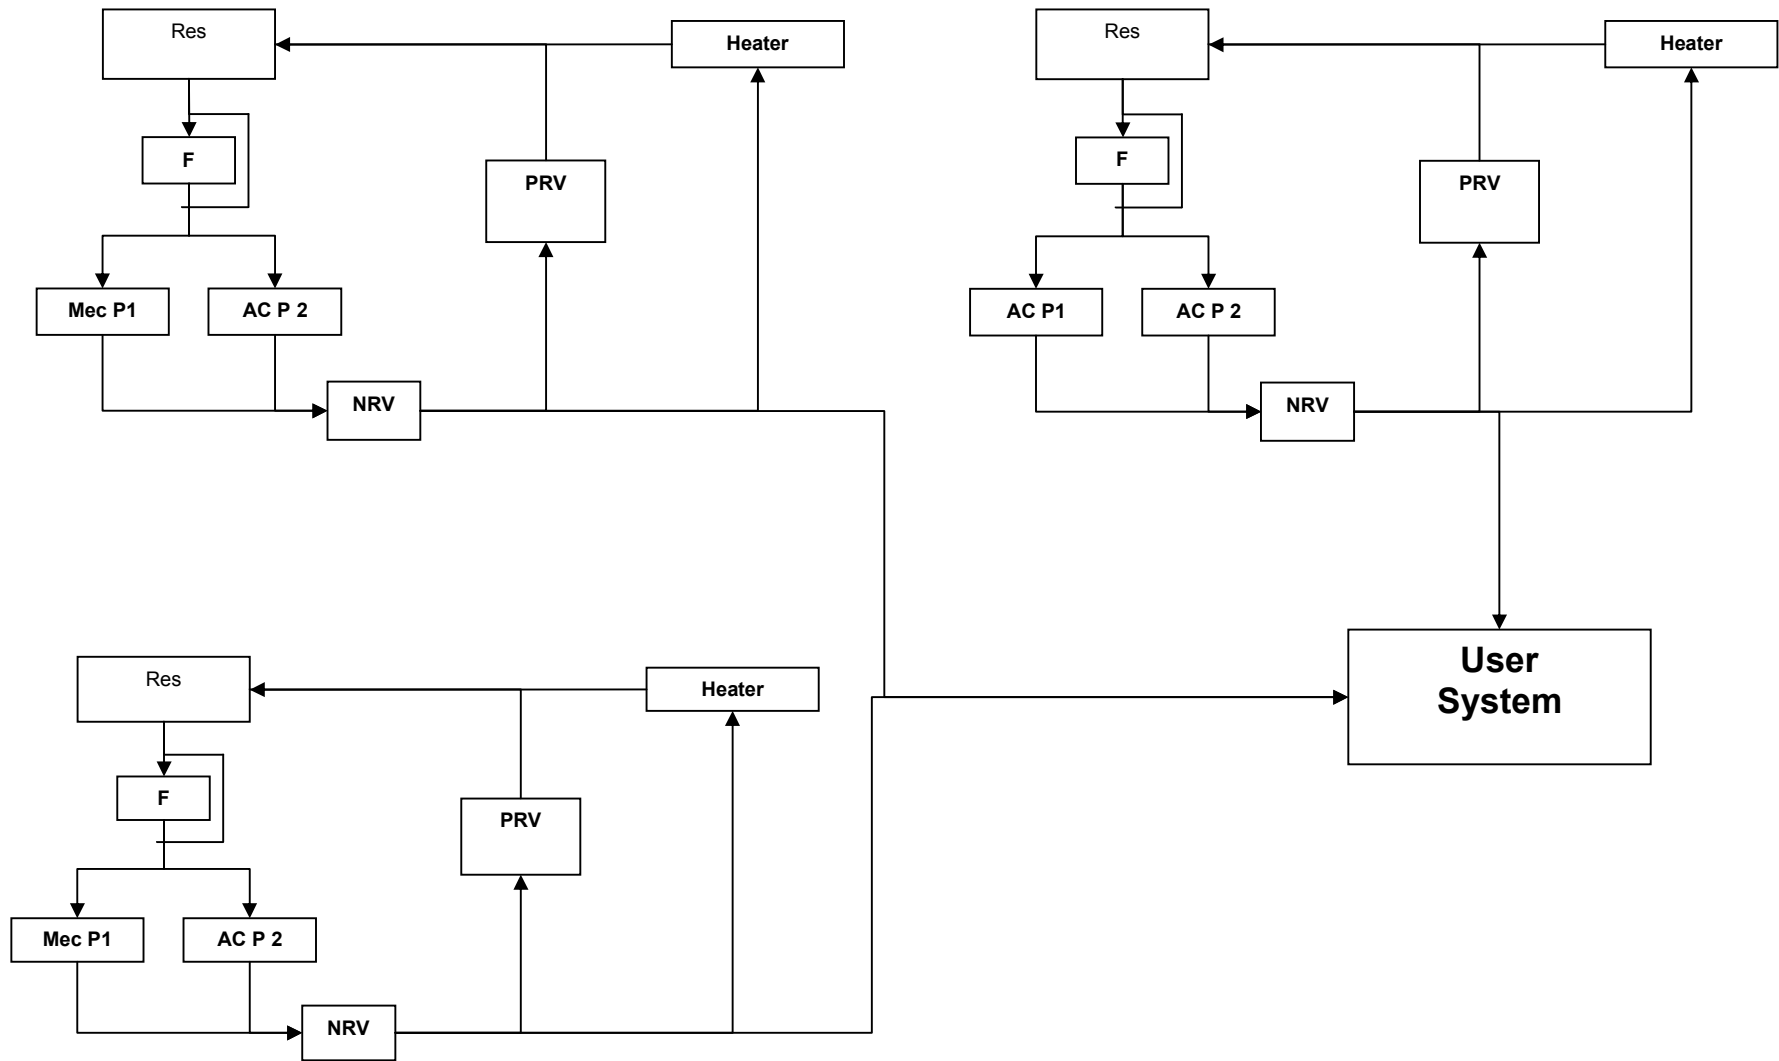 Res
Heater
F
PRV
Mec P1
AC P 2
NRV
Res
Heater
F
PRV
AC P1
AC P 2
NRV
Res
Heater
F
PRV
Mec P1
AC P 2
NRV
User
System